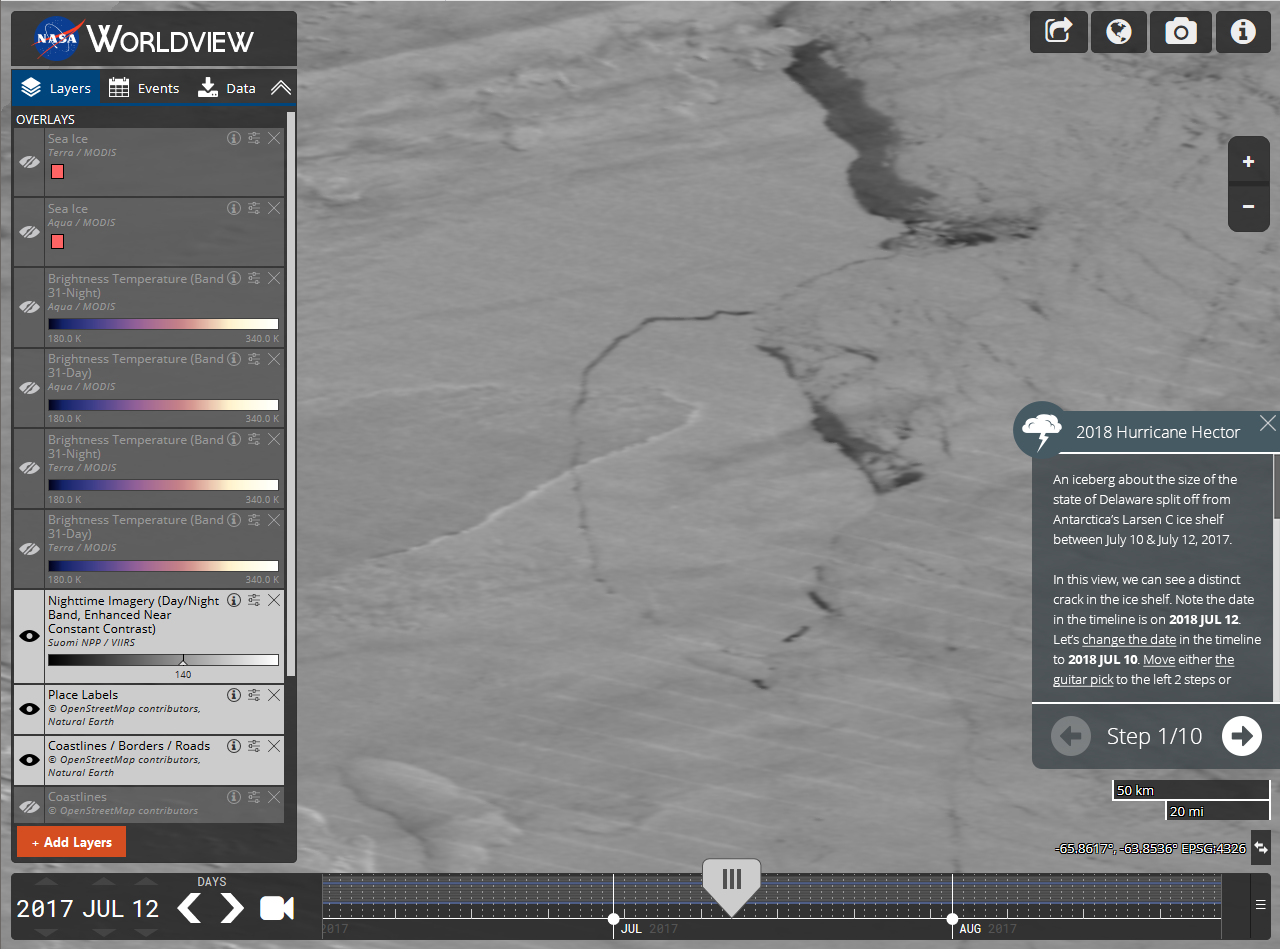 NASA WORLDVIEW
Layers Events Data
OVERLAYS
Sea Ice
Terra / MODIS
Sea Ice
Aqua / MODIS
Brightness Temperature (Band
31-Night)
Aqua / MODIS
180.0 K 340.0 K
Brightness Temperature (Band
31-Day)
Aqua / MODIS
180.0 K 340.0 K
Brightness Temperature (Band
31-Night)
Terra / MODIS
180.0 K 340.0 K
Brightness Temperature (Band
31-Day)
Terra / MODIS
180.0 K 340.0 K
Nighttime Imagery (Day/Night
Band, Enhanced Near
Constant Contrast)
Suomi NPP / VIIRS
140
Place Labels
© OpenStreetMap contributors,
Natural Earth
Coastlines / Borders / Roads
© OpenStreetMap contributors,
Natural Earth
Coastlines
© OpenStreetMap contributors
+ Add Layers
2018 Hurricane Hector
An iceberg about the size of the
state of Delaware split off from
Antarctica’s Larsen C ice shelf
between July 10 & July 12, 2017.
In this view, we can see a distinct
crack in the ice shelf. Note the date
in the timeline is on 2018 JUL 12.
Let’s change the date in the timeline
to 2018 JUL 10. Move either the
guitar pick to the left 2 steps or
Step 1/10
50 km
20 mi
-65.8617°, -63.8536° EPSG:4326
DAYS
2017 JUL 12
2017 JUL 2017 AUG 2017